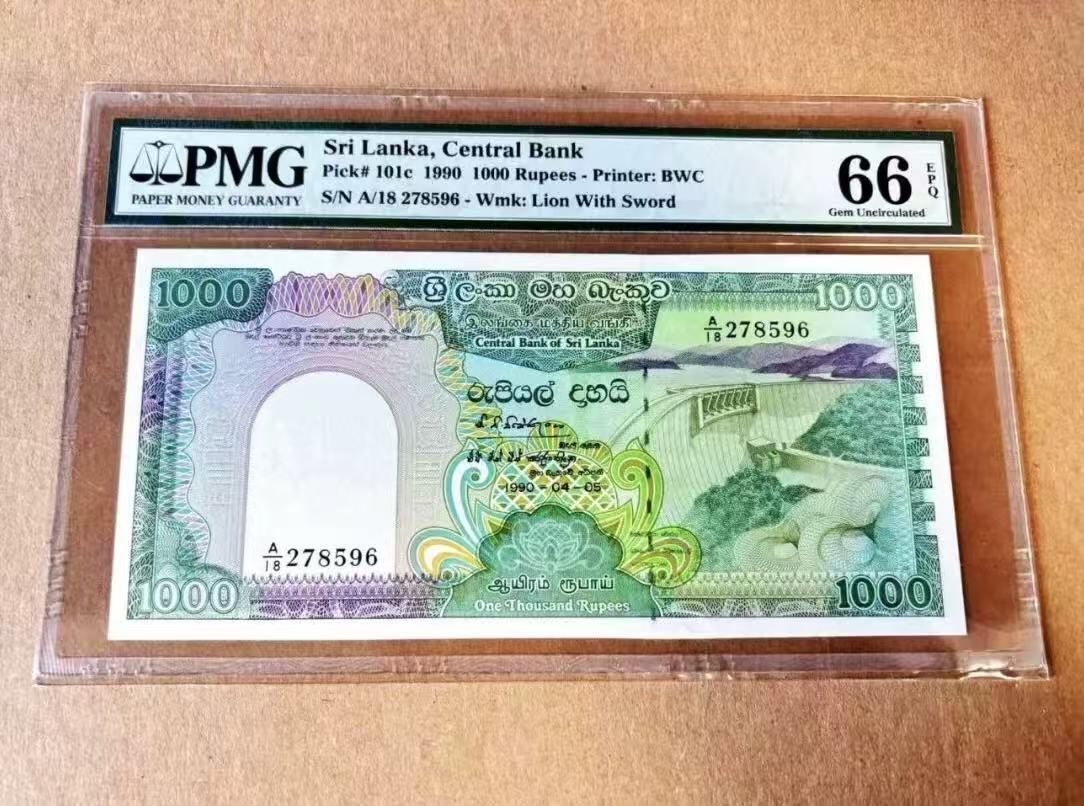 PMG
PAPER MONEY GUARANTY
Sri Lanka, Central Bank
Pick# 101c 1990 1000 Rupees - Printer: BWC
S/N A/18 278596 - Wmk: Lion With Sword
66 EPQ
Gem Uncirculated
1000
ශ්‍රී ලංකා මහ බැංකුව
1000
இலங்கை மத்திய வங்கி
Central Bank of Sri Lanka
A/18 278596
රුපියල් දාහයි
1990-04-05
A/18 278596
ஆயிரம் ரூபாய்
One Thousand Rupees
1000
1000